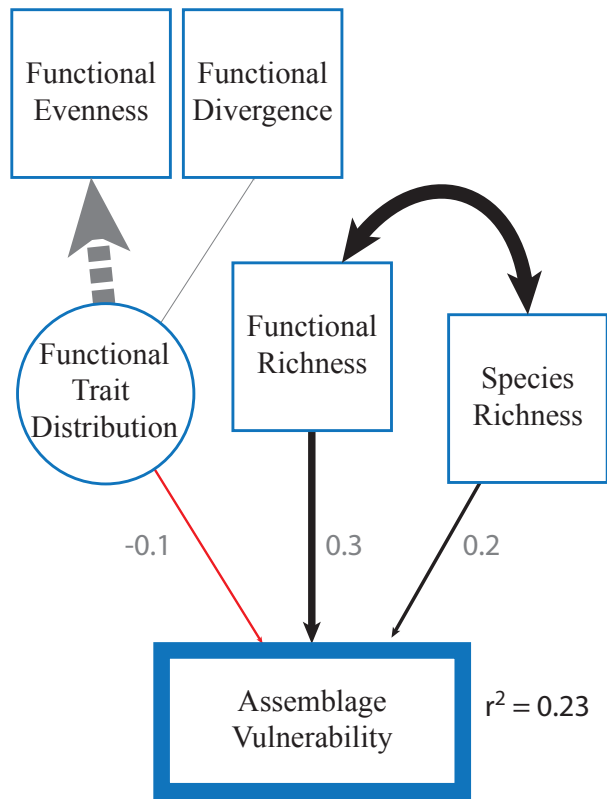 Functional
Evenness
Functional
Divergence
Functional
Richness
Species
Richness
Functional
Trait
Distribution
-0.1
0.3
0.2
Assemblage
Vulnerability
r² = 0.23